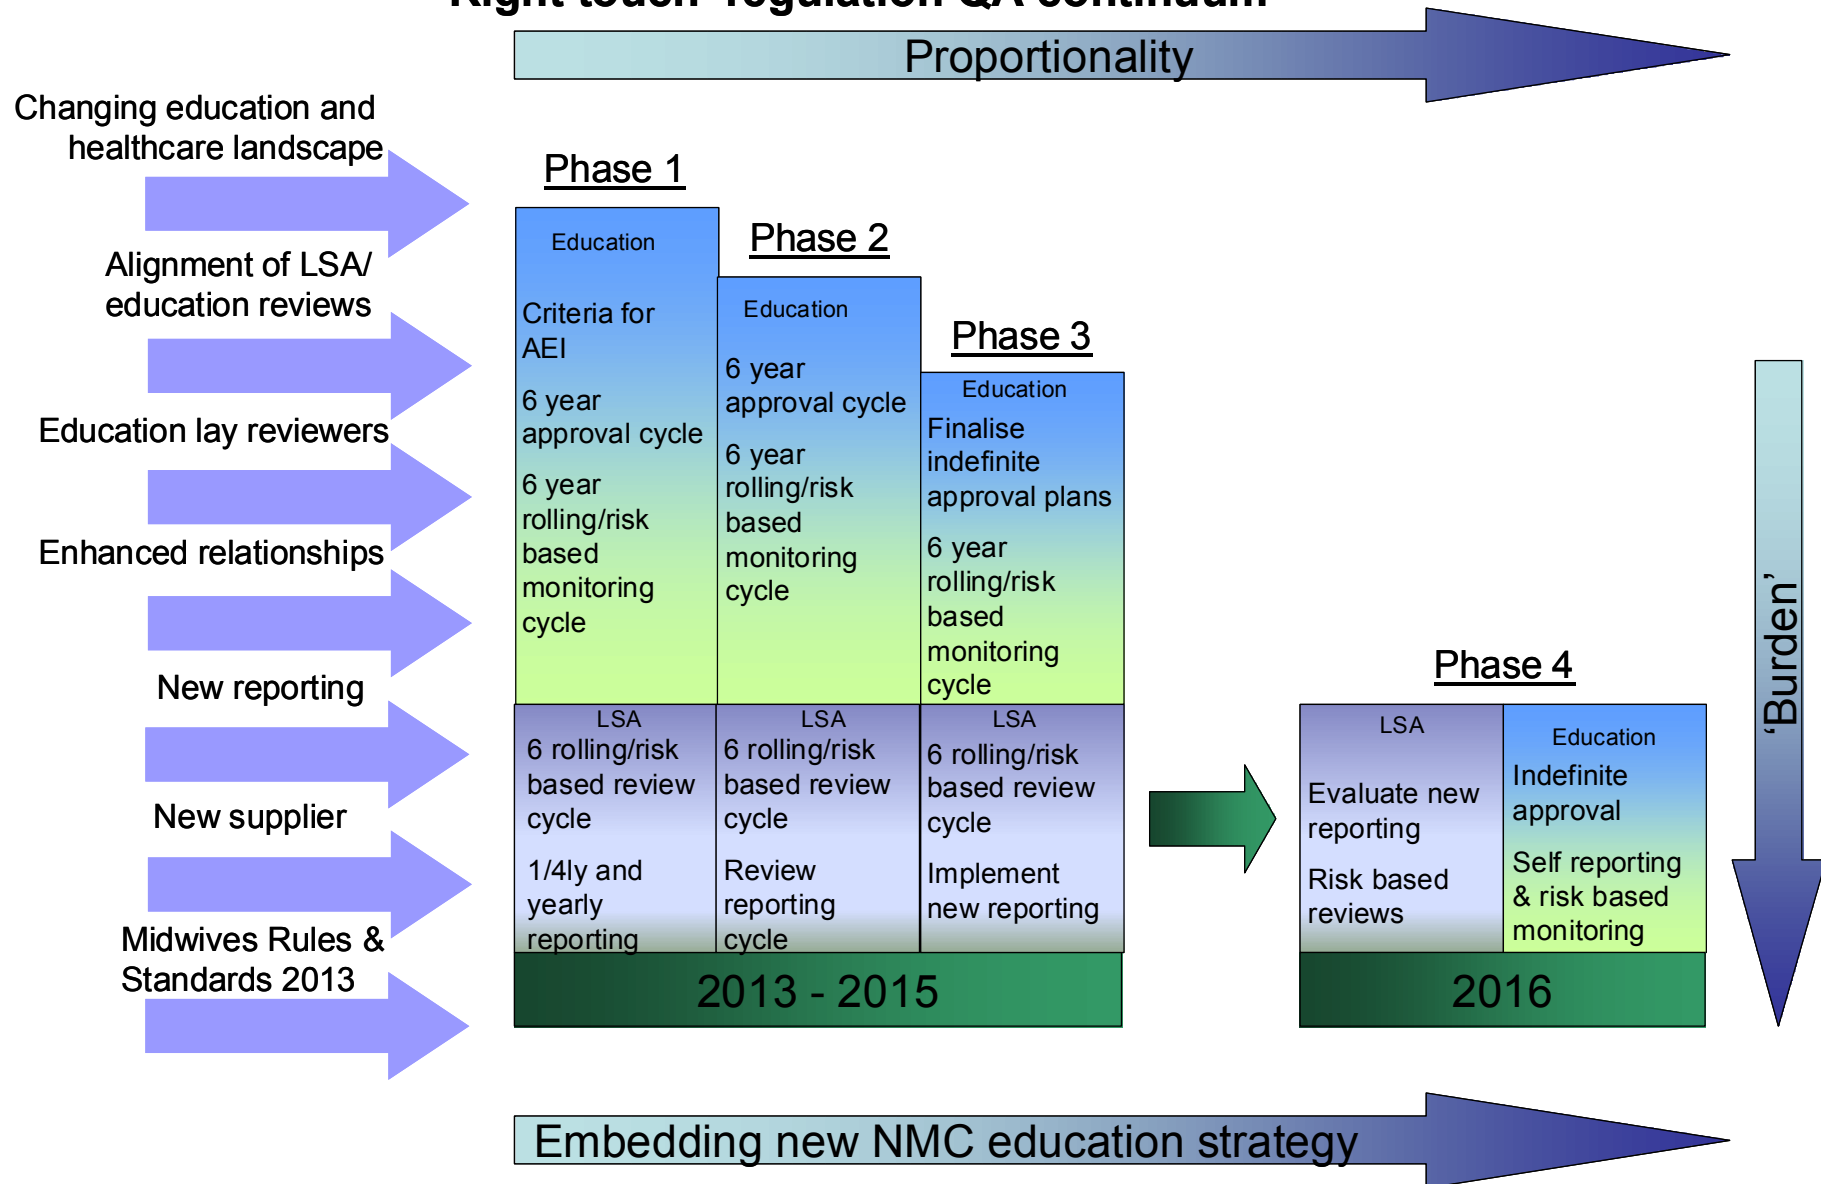 'Right touch' regulation QA continuum
Proportionality
Changing education and
healthcare landscape
Alignment of LSA/
education reviews
Education lay reviewers
Enhanced relationships
New reporting
New supplier
Midwives Rules &
Standards 2013
Phase 1
Education
Criteria for
AEI
6 year
approval cycle
6 year
rolling/risk
based
monitoring
cycle
LSA
6 rolling/risk
based review
cycle
1/4ly and
yearly
reporting
Phase 2
Education
6 year
approval cycle
6 year
rolling/risk
based
monitoring
cycle
LSA
6 rolling/risk
based review
cycle
Review
reporting
cycle
Phase 3
Education
Finalise
indefinite
approval plans
6 year
rolling/risk
based
monitoring
cycle
LSA
6 rolling/risk
based review
cycle
Implement
new reporting
2013 - 2015
Phase 4
LSA
Evaluate new
reporting
Risk based
reviews
Education
Indefinite
approval
Self reporting
& risk based
monitoring
2016
‘Burden’
Embedding new NMC education strategy